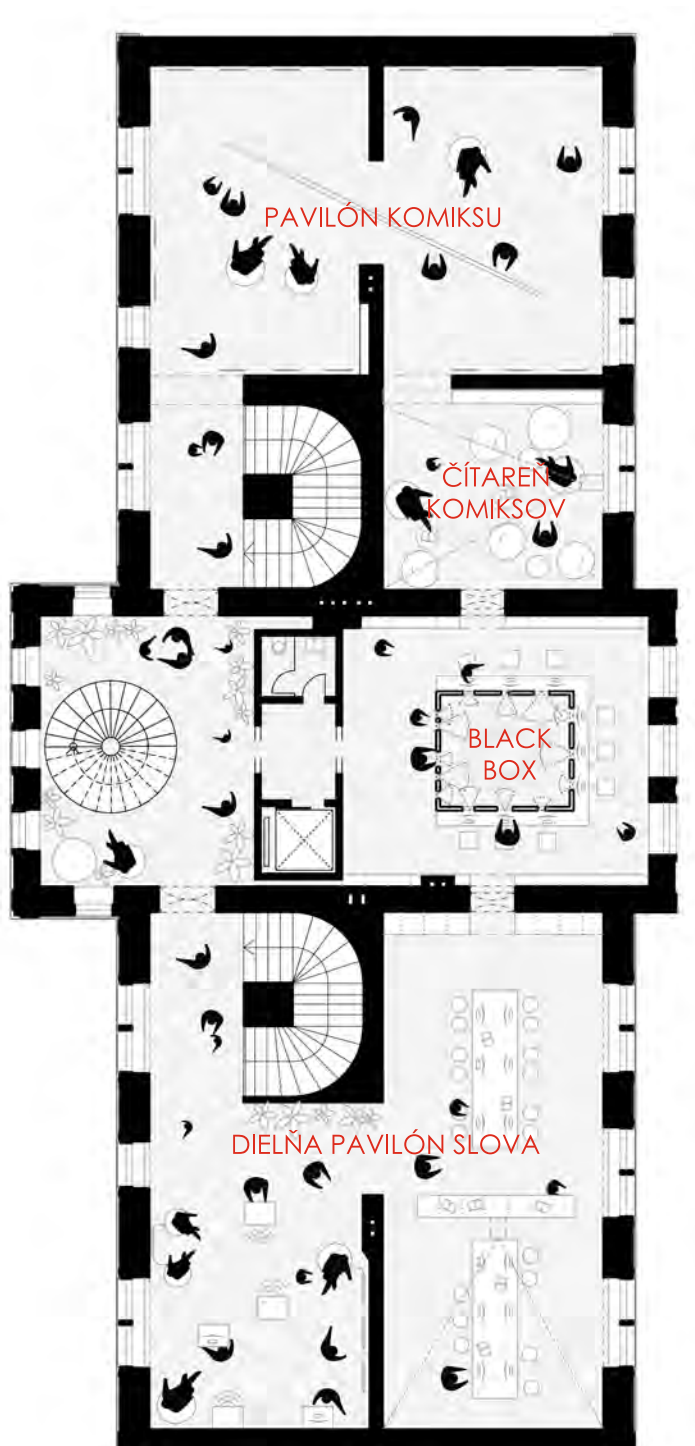 PAVILÓN KOMIKSU
ČÍTAREŇ
KOMIKSOV
BLACK
BOX
DIELŇA PAVILÓN SLOVA